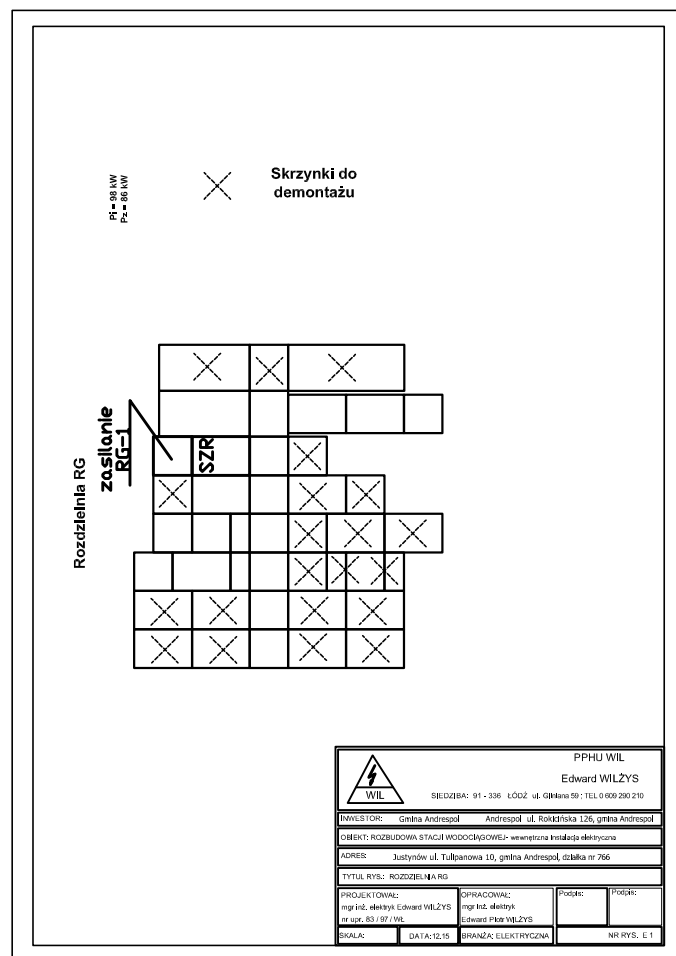 Pi = 98 kW
Pz = 86 kW
Skrzynki do
demontażu
Rozdzielnia RG
zasilanie
RG-1
SZR
PPHU WIL
Edward WILŻYS
WIL
SIEDZIBA: 91 - 336 ŁÓDŹ ul. Gliniana 59 ; TEL 0 609 290 210
INWESTOR: Gmina Andrespol Andrespol ul. Rokicińska 126, gmina Andrespol
OBIEKT: ROZBUDOWA STACJI WODOCIĄGOWEJ- wewnętrzna instalacja elektryczna
ADRES: Justynów ul. Tulipanowa 10, gmina Andrespol, działka nr 766
TYTUŁ RYS.: ROZDZIELNIA RG
PROJEKTOWAŁ:
mgr inż. elektryk Edward WILŻYS
nr upr. 83 / 97 / WŁ
OPRACOWAŁ:
mgr inż. elektryk
Edward Piotr WILŻYS
Podpis:
Podpis:
SKALA:
DATA:12.15
BRANŻA: ELEKTRYCZNA
NR RYS. E 1